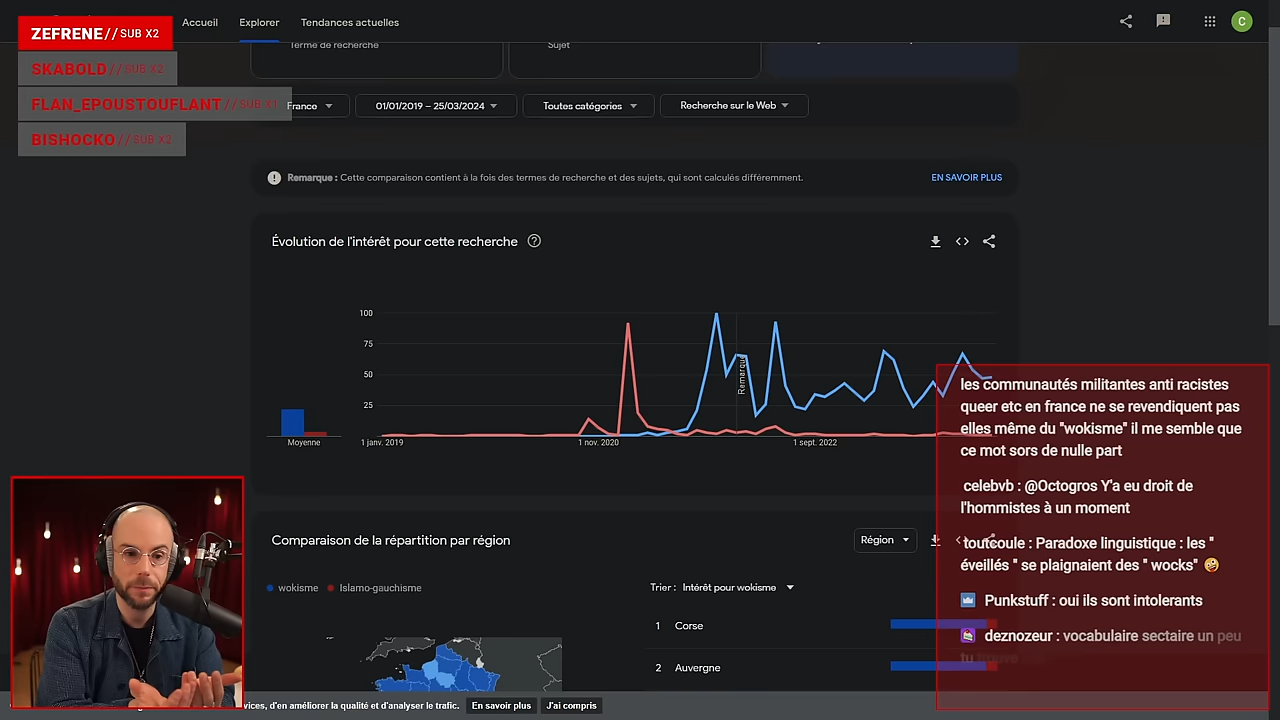 ZEFRENE // SUB X2
SKABOLD // SUB X2
FLAN_EPOUSTOUFLANT // SUB X1
BISHOCKO // SUB X2
Accueil Explorer Tendances actuelles
C
Terme de recherche Sujet
France 01/01/2019 – 25/03/2024 Toutes catégories Recherche sur le Web
Remarque : Cette comparaison contient à la fois des termes de recherche et des sujets, qui sont calculés différemment. EN SAVOIR PLUS
Évolution de l'intérêt pour cette recherche
100
75
50
25
Remarque
Moyenne
1 janv. 2019 1 nov. 2020 1 sept. 2022
Comparaison de la répartition par région
Région
wokisme Islamo-gauchisme
Trier : Intérêt pour wokisme
1 Corse
2 Auvergne
les communautés militantes anti racistes
queer etc en france ne se revendiquent pas
elles même du "wokisme" il me semble que
ce mot sors de nulle part
celebvb : @Octogros Y'a eu droit de
l'hommistes à un moment
toutcoule : Paradoxe linguistique : les "
éveillés " se plaignaient des " wocks" 🤪
Punkstuff : oui ils sont intolerants
deznozeur : vocabulaire sectaire un peu
tu trouve
vices, d'en améliorer la qualité et d'analyser le trafic. En savoir plus J'ai compris